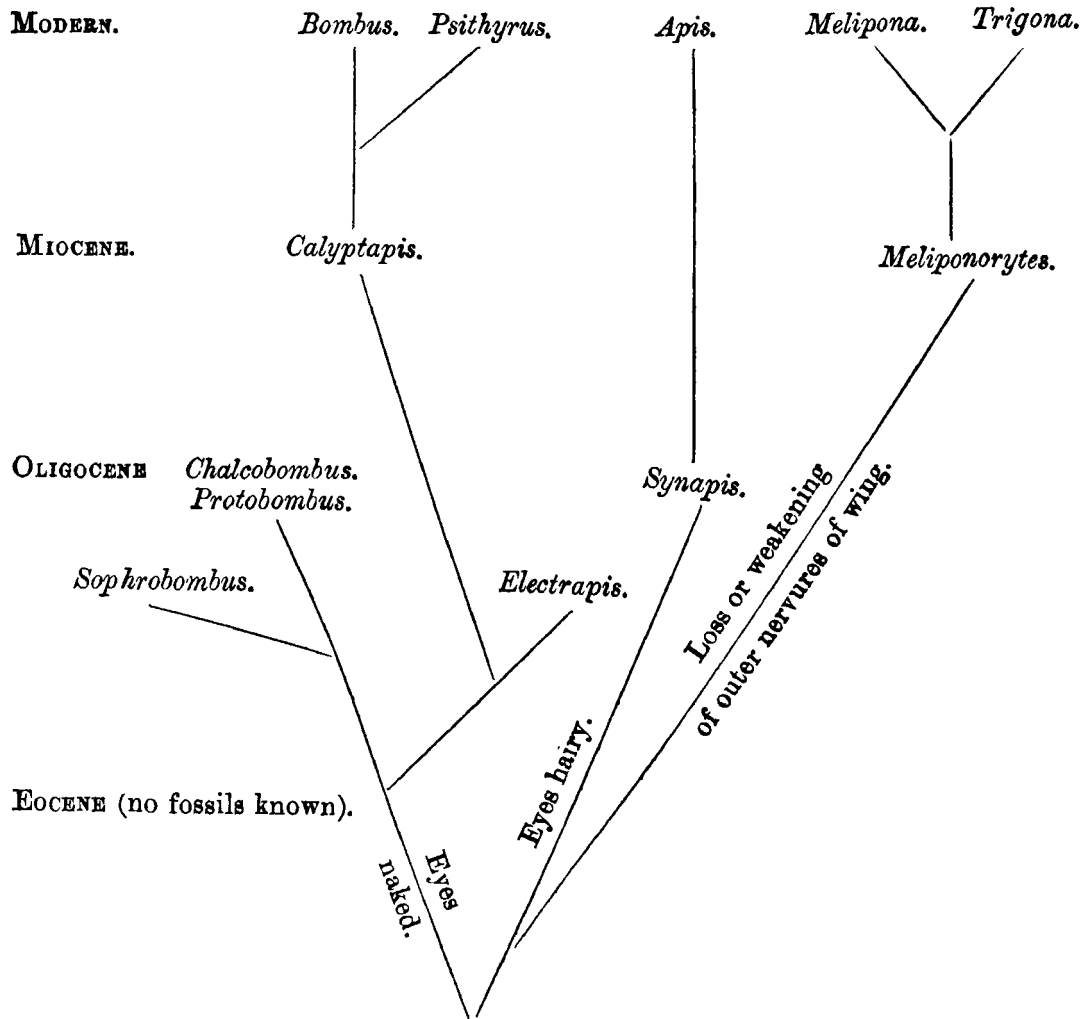 MODERN. Bombus. Psithyrus. Apis. Melipona. Trigona.
MIOCENE. Calyptapis. Meliponorytes.
OLIGOCENE Chalcobombus.
Protobombus. Synapis.
Sophrobombus. Electrapis.
Loss or weakening
of outer nervures of wing.
Eyes hairy.
EOCENE (no fossils known).
Eyes
naked.